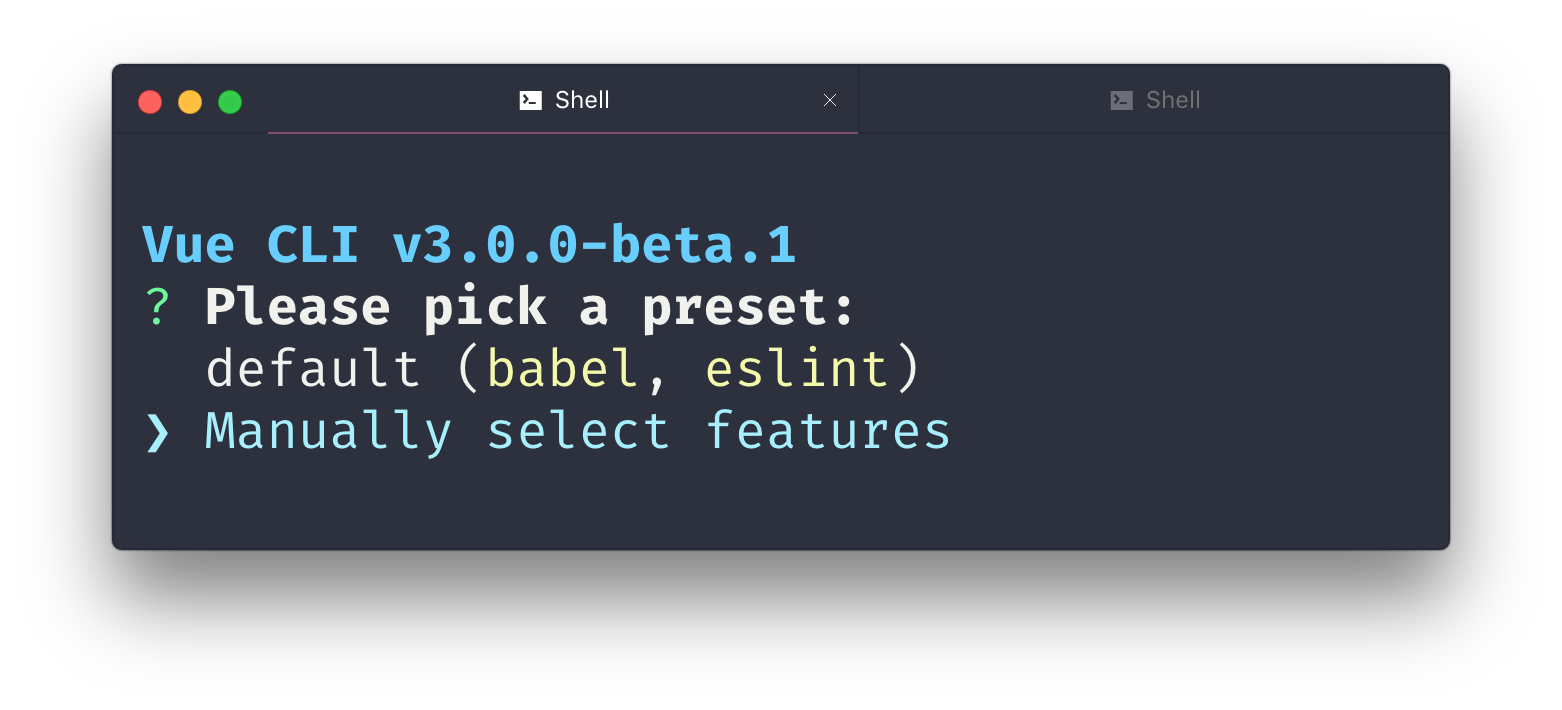 Shell
Shell
Vue CLI v3.0.0-beta.1
? Please pick a preset:
default (babel, eslint)
❯ Manually select features